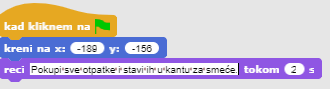 kad kliknem na
kreni na x: -189 y: -156
reci Pokupi sve otpatke i stavi ih u kantu za smeće. tokom 2 s